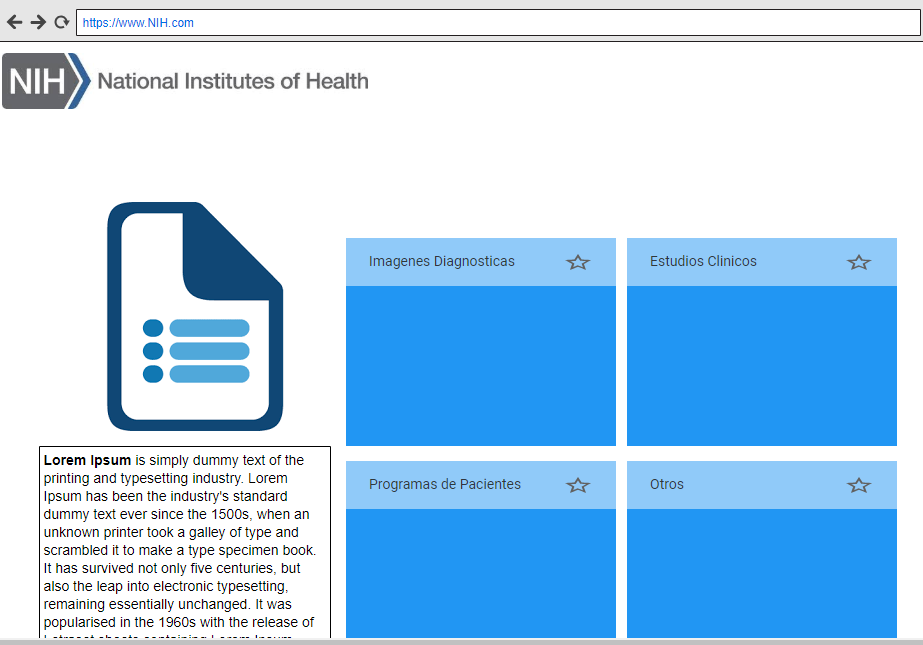 https://www.NIH.com
NIH National Institutes of Health
Imagenes Diagnosticas
Estudios Clinicos
Lorem Ipsum is simply dummy text of the
printing and typesetting industry. Lorem
Ipsum has been the industry's standard
dummy text ever since the 1500s, when an
unknown printer took a galley of type and
scrambled it to make a type specimen book.
It has survived not only five centuries, but
also the leap into electronic typesetting,
remaining essentially unchanged. It was
popularised in the 1960s with the release of
Programas de Pacientes
Otros